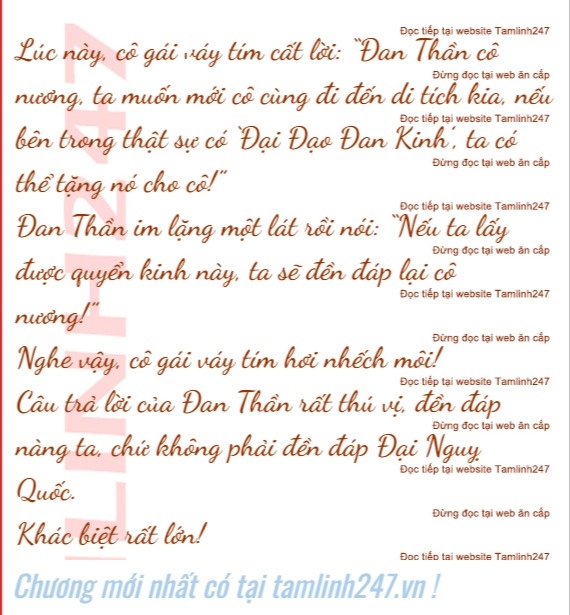 Đọc tiếp tại website Tamlinh247
Lúc này, cô gái váy tím cất lời: “Đan Thần cô
Đừng đọc tại web ăn cắp
nương, ta muốn mới cô cùng đi đến di tích kia, nếu
Đọc tiếp tại website Tamlinh247
bên trong thật sự có ‘Đại Đạo Đan Kinh’, ta có
Đừng đọc tại web ăn cắp
thể tặng nó cho cô!”
Đọc tiếp tại website Tamlinh247
Đan Thần im lặng một lát rồi nói: “Nếu ta lấy
Đừng đọc tại web ăn cắp
được quyển kinh này, ta sẽ đền đáp lại cô
Đọc tiếp tại website Tamlinh247
nương!”
Đừng đọc tại web ăn cắp
Nghe vậy, cô gái váy tím hơi nhếch môi!
Đọc tiếp tại website Tamlinh247
Câu trả lời của Đan Thần rất thú vị, đền đáp
Đừng đọc tại web ăn cắp
nàng ta, chứ không phải đền đáp Đại Nguỵ
Đọc tiếp tại website Tamlinh247
Quốc.
Đừng đọc tại web ăn cắp
Khác biệt rất lớn!
Đọc tiếp tại website Tamlinh247
LINH247
Chương mới nhất có tại tamlinh247.vn !